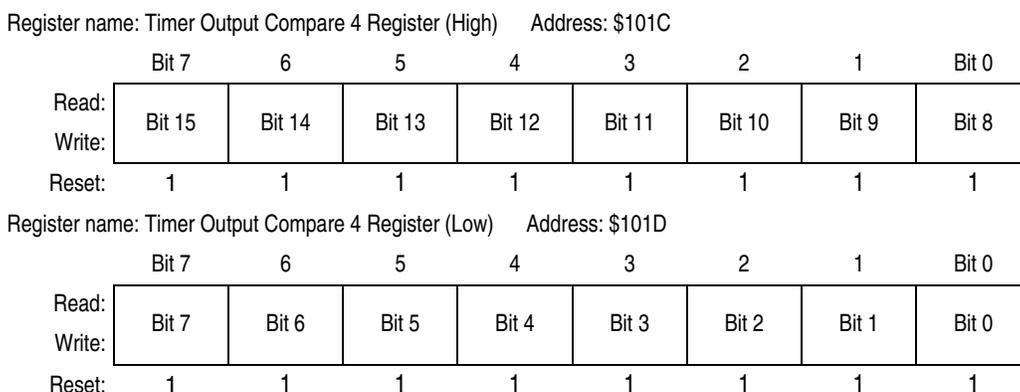 Register name: Timer Output Compare 4 Register (High) Address: $101C
Bit 7 6 5 4 3 2 1 Bit 0
Read:
Bit 15 Bit 14 Bit 13 Bit 12 Bit 11 Bit 10 Bit 9 Bit 8
Write:
Reset: 1 1 1 1 1 1 1 1
Register name: Timer Output Compare 4 Register (Low) Address: $101D
Bit 7 6 5 4 3 2 1 Bit 0
Read:
Bit 7 Bit 6 Bit 5 Bit 4 Bit 3 Bit 2 Bit 1 Bit 0
Write:
Reset: 1 1 1 1 1 1 1 1